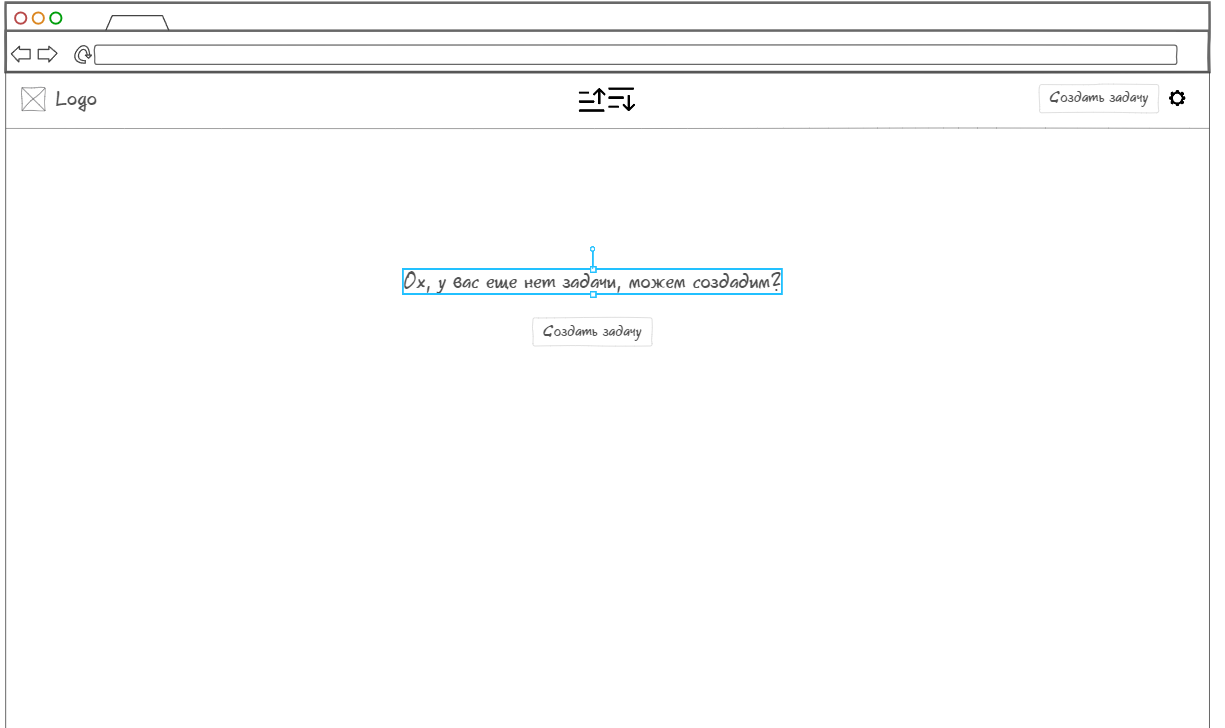 Logo
Создать задачу
Ох, у вас еще нет задачи, можем создадим?
Создать задачу